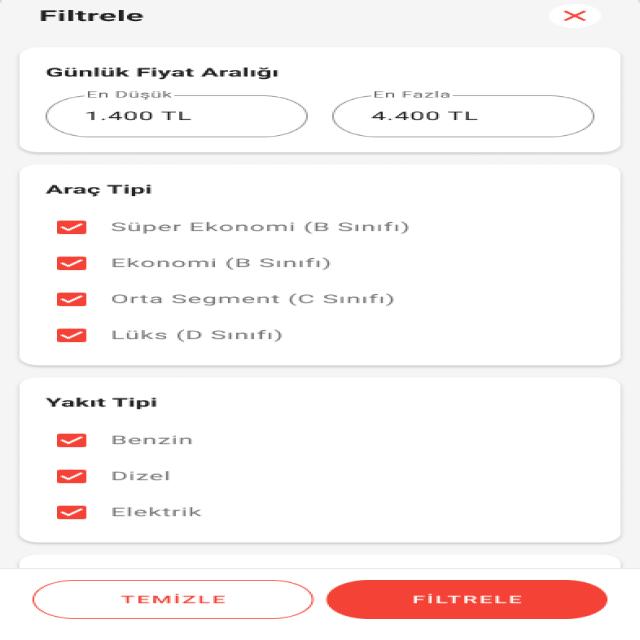 Filtrele
Günlük Fiyat Aralığı
En Düşük
En Fazla
1.400 TL
4.400 TL
Araç Tipi
Süper Ekonomi (B Sınıfı)
Ekonomi (B Sınıfı)
Orta Segment (C Sınıfı)
Lüks (D Sınıfı)
Yakıt Tipi
Benzin
Dizel
Elektrik
TEMİZLE
FİLTRELE